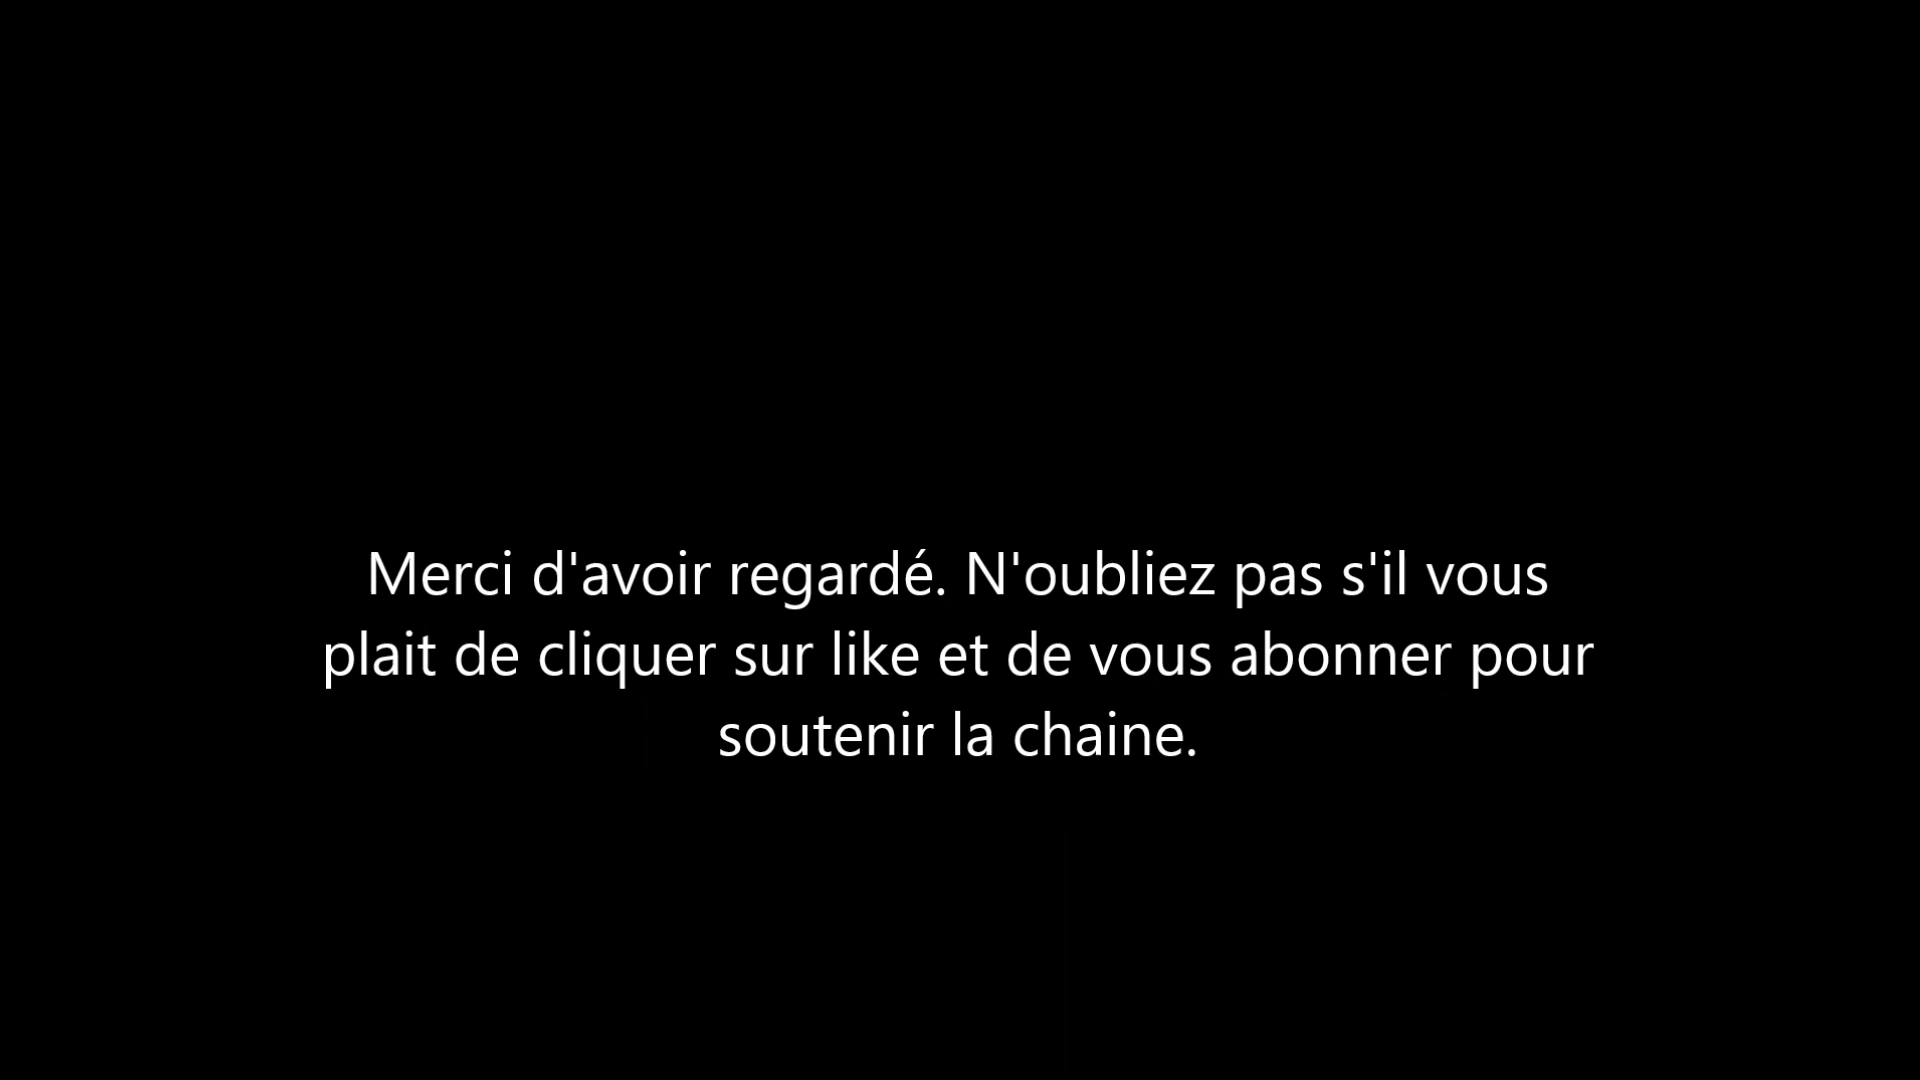 Merci d'avoir regardé. N'oubliez pas s'il vous
plait de cliquer sur like et de vous abonner pour
soutenir la chaine.